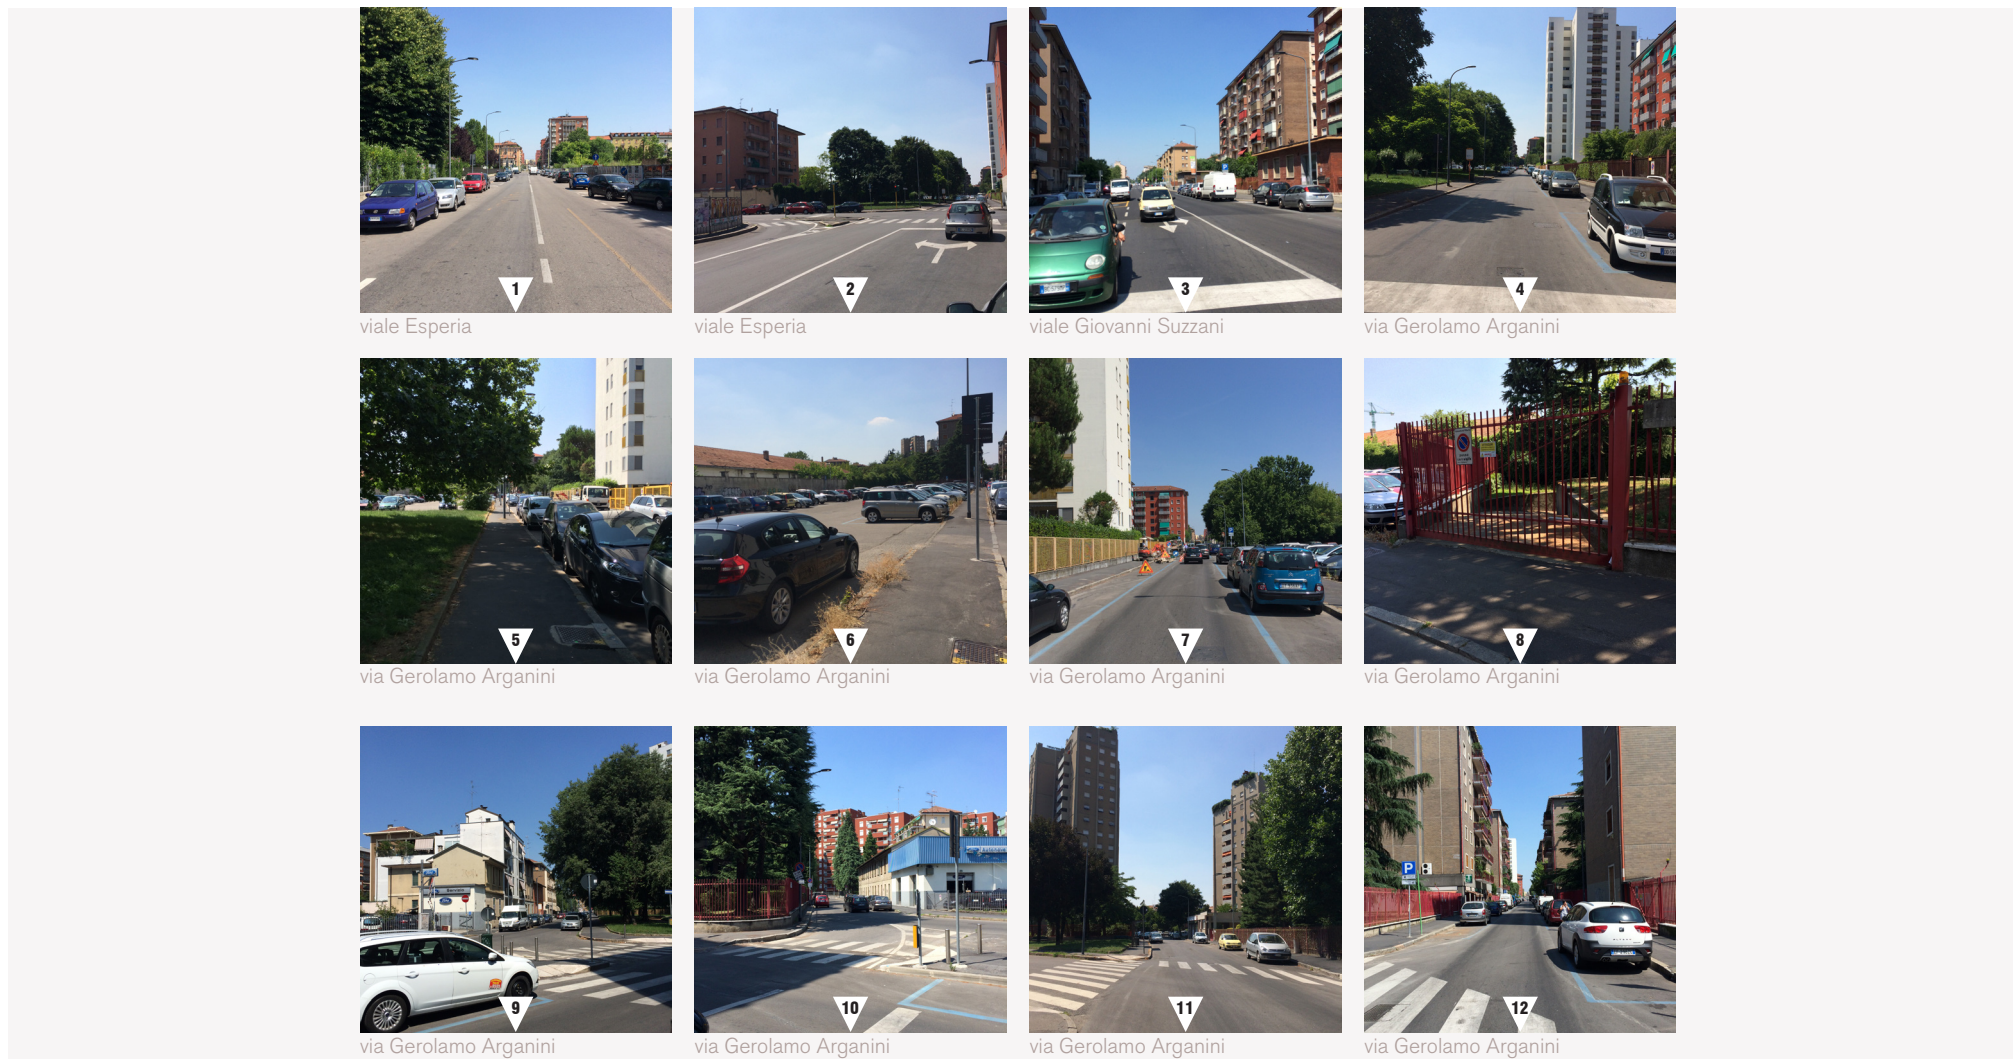 1
2
3
4
viale Esperia
viale Esperia
viale Giovanni Suzzani
via Gerolamo Arganini
5
6
7
8
via Gerolamo Arganini
via Gerolamo Arganini
via Gerolamo Arganini
via Gerolamo Arganini
P
9
10
11
12
via Gerolamo Arganini
via Gerolamo Arganini
via Gerolamo Arganini
via Gerolamo Arganini